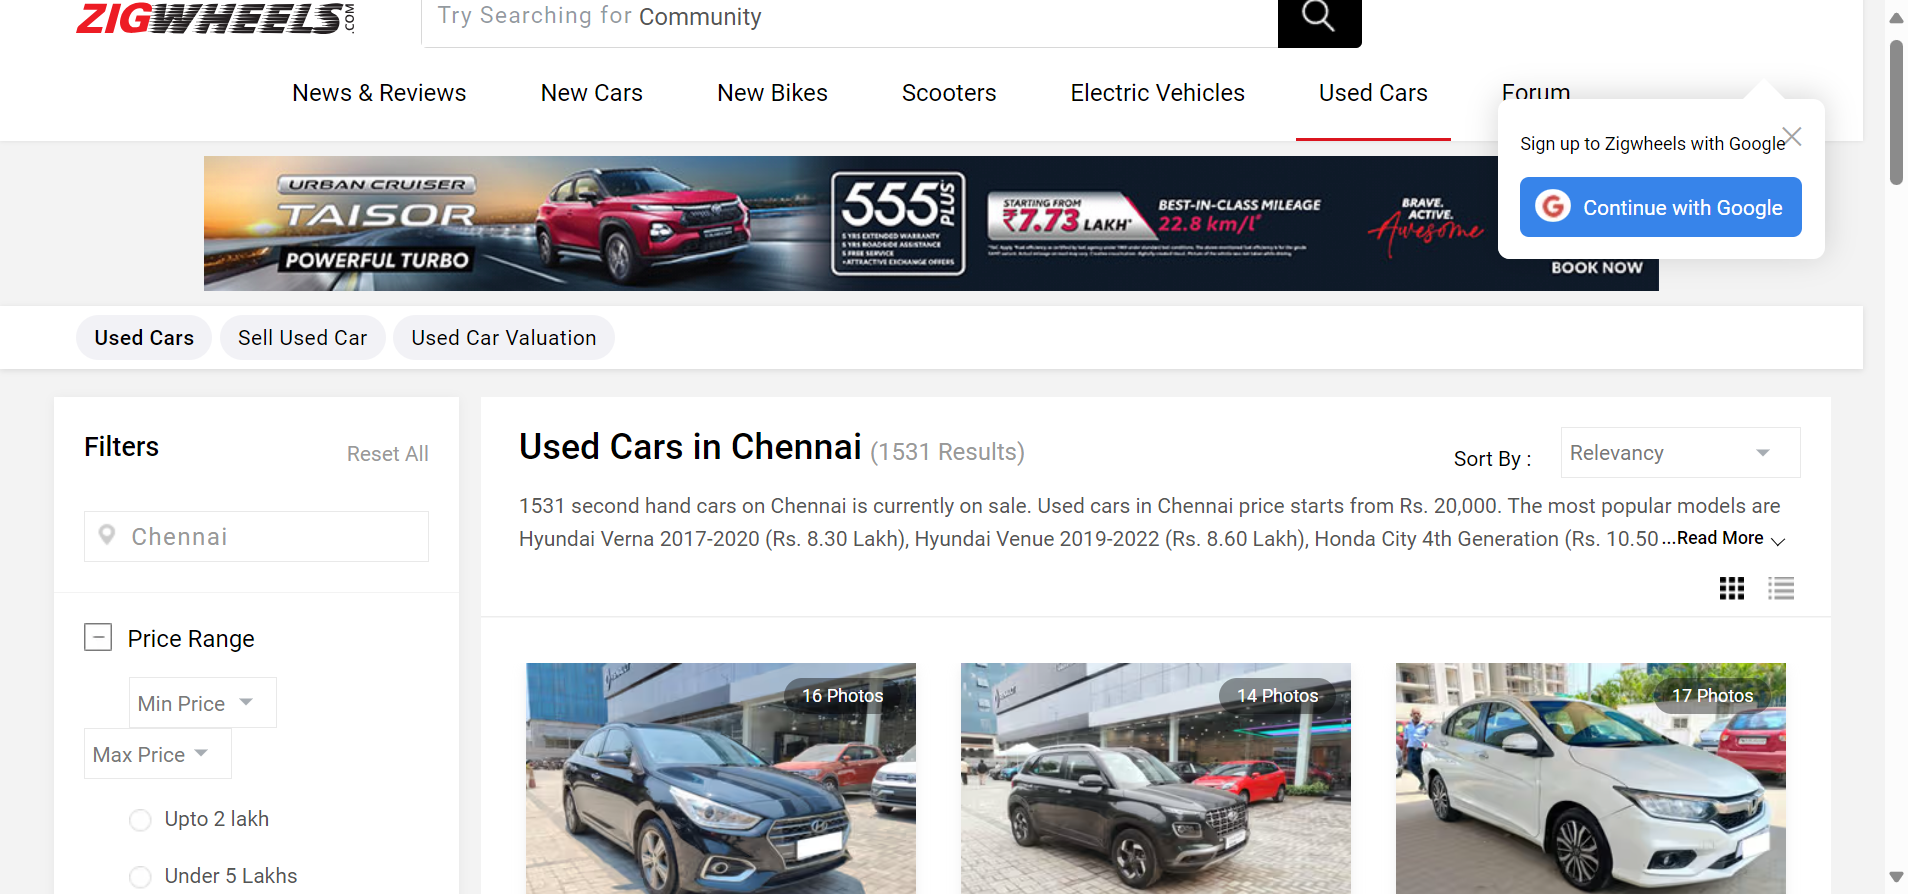 ZIGWHEELS.COM
Try Searching for Community
News & Reviews
New Cars
New Bikes
Scooters
Electric Vehicles
Used Cars
Forum
Sign up to Zigwheels with Google
Continue with Google
URBAN CRUISER
TAISOR
POWERFUL TURBO
555 PLUS
5 YRS EXTENDED WARRANTY
5 YRS ROADSIDE ASSISTANCE
5 FREE SERVICE
+ATTRACTIVE EXCHANGE OFFERS
STARTING FROM
₹7.73 LAKH*
BEST-IN-CLASS MILEAGE
22.8 km/l*
BRAVE.
ACTIVE.
Awesome
BOOK NOW
Used Cars
Sell Used Car
Used Car Valuation
Filters
Reset All
Chennai
Price Range
Min Price
Max Price
Upto 2 lakh
Under 5 Lakhs
Used Cars in Chennai (1531 Results)
Sort By :
Relevancy
1531 second hand cars on Chennai is currently on sale. Used cars in Chennai price starts from Rs. 20,000. The most popular models are
Hyundai Verna 2017-2020 (Rs. 8.30 Lakh), Hyundai Venue 2019-2022 (Rs. 8.60 Lakh), Honda City 4th Generation (Rs. 10.50 ...Read More
16 Photos
14 Photos
17 Photos